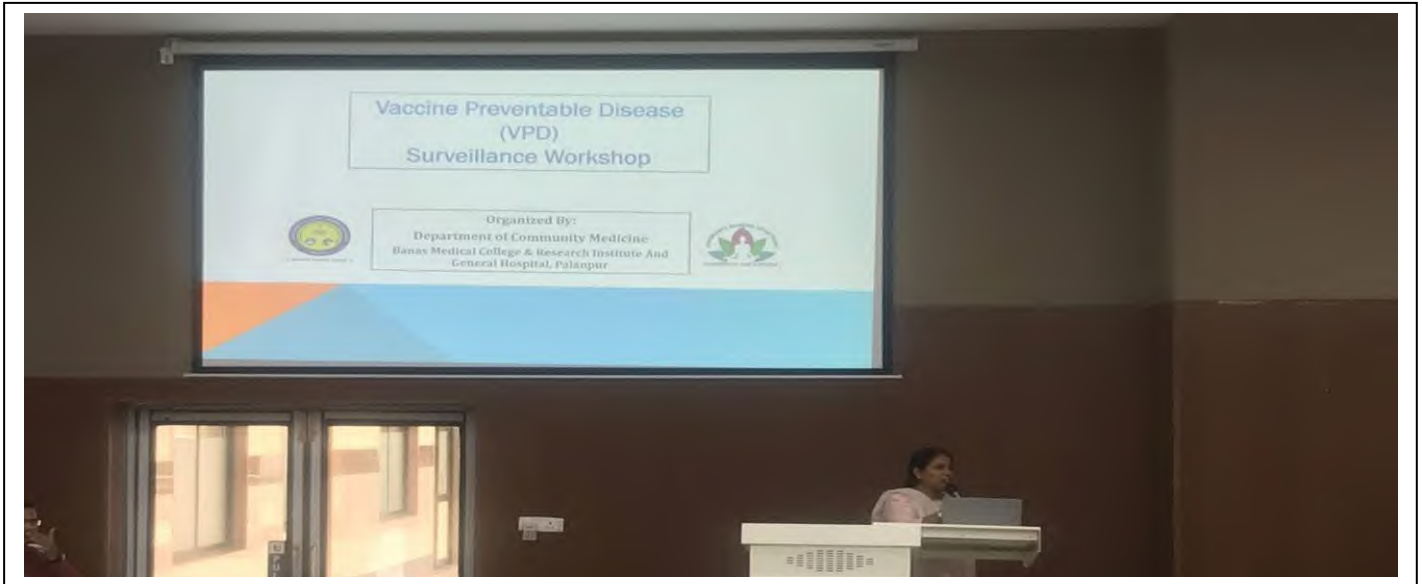 Vaccine Preventable Disease
(VPD)
Surveillance Workshop
Organized By:
Department of Community Medicine
Banas Medical College & Research Institute And
General Hospital, Palanpur